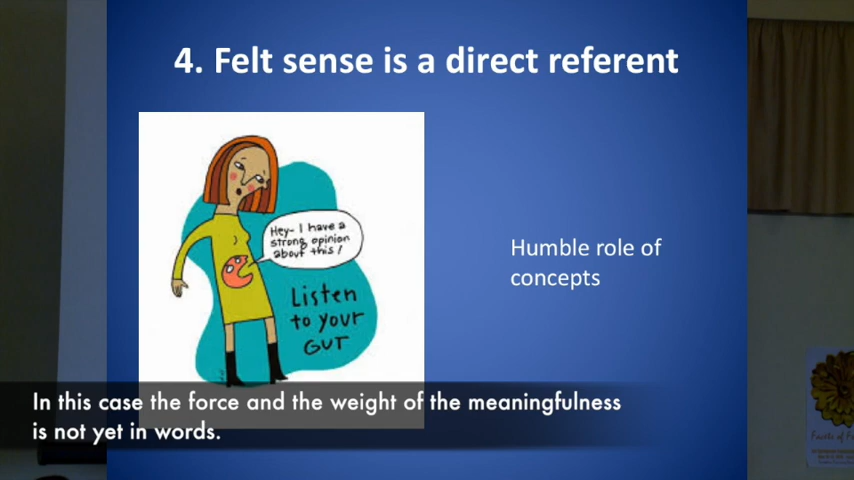 4. Felt sense is a direct referent
Hey- I have a
strong opinion
about this!
Listen
to your
GUT
Humble role of
concepts
In this case the force and the weight of the meaningfulness
is not yet in words.